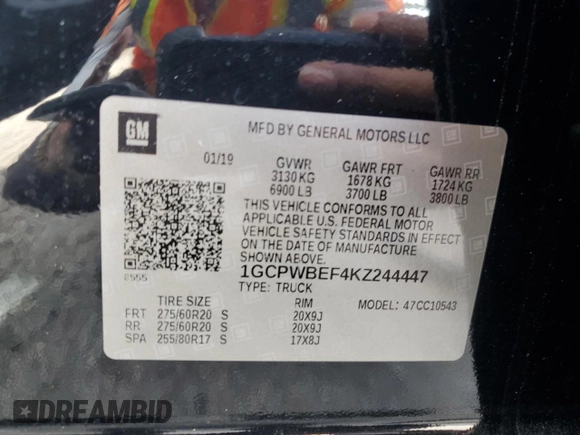 GM
MFD BY GENERAL MOTORS LLC
01/19 GVWR GAWR FRT GAWR RR
3130 KG 1678 KG 1724 KG
6900 LB 3700 LB 3800 LB
THIS VEHICLE CONFORMS TO ALL
APPLICABLE U.S. FEDERAL MOTOR
VEHICLE SAFETY STANDARDS IN EFFECT
ON THE DATE OF MANUFACTURE
SHOWN ABOVE.
2555
1GCPWBEF4KZ244447
TYPE: TRUCK
TIRE SIZE RIM MODEL: 47CC10543
FRT 275/60R20 S 20X9J
RR 275/60R20 S 20X9J
SPA 255/80R17 S 17X8J
DREAMBID